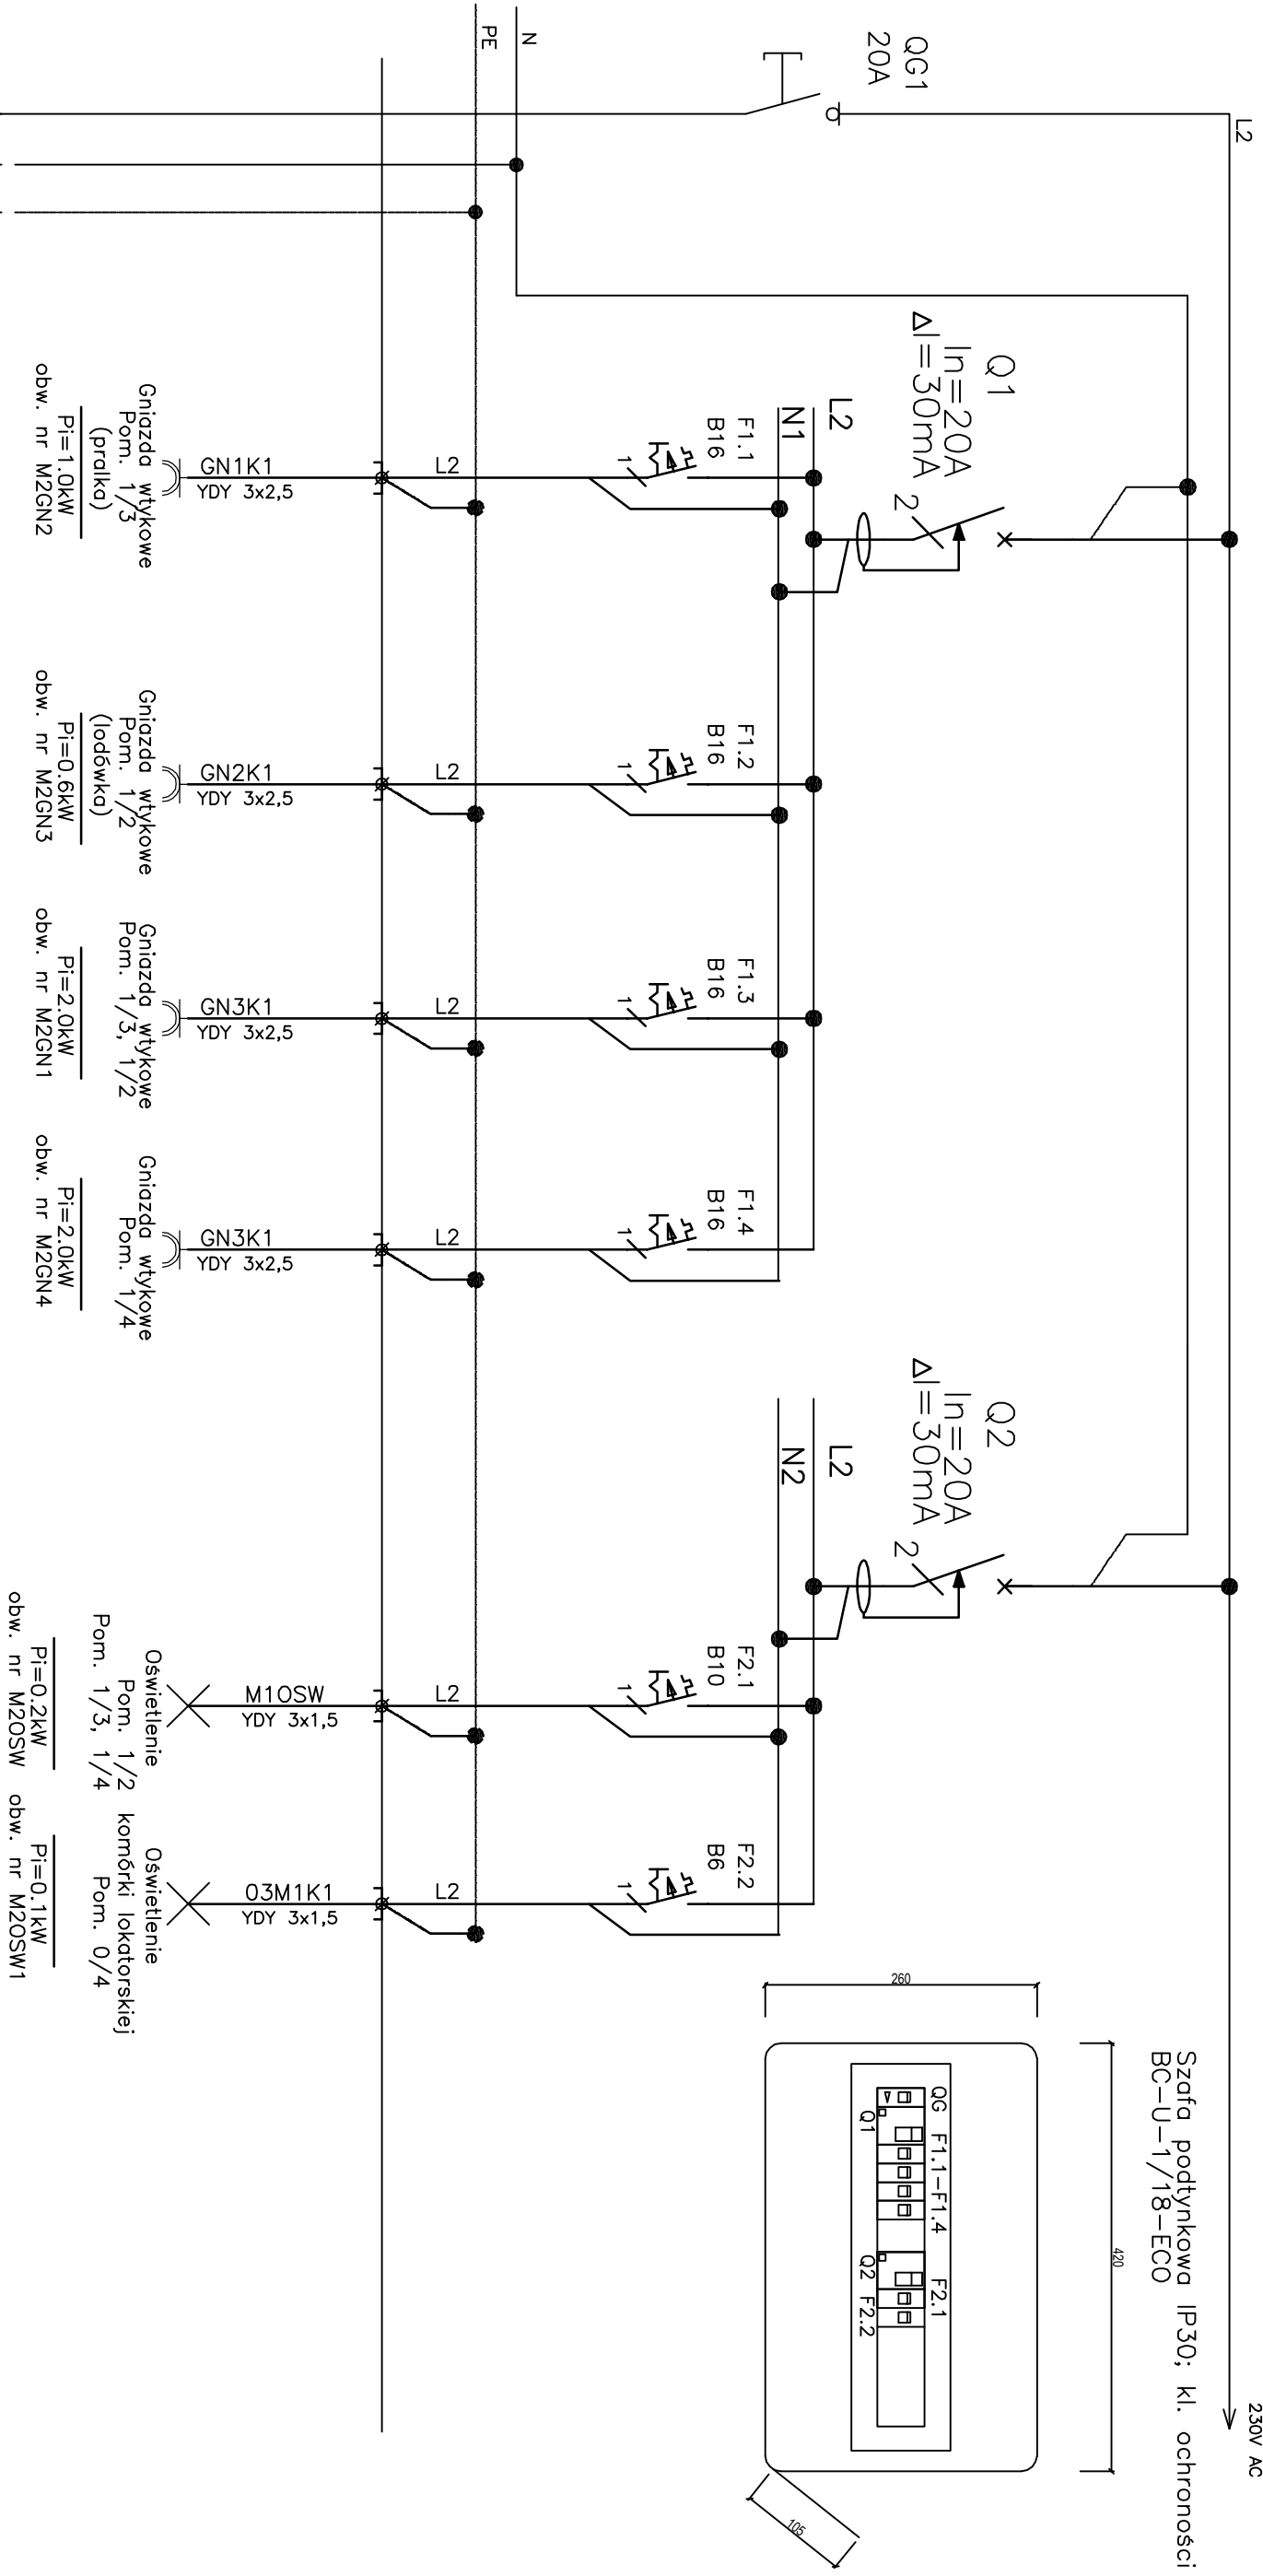 L2
230V AC
QG1
20A
N
PE
Q1
In=20A
ΔI=30mA
2
L2
N1
F1.1
B16
1
L2
GN1K1
YDY 3x2,5
Gniazda wtykowe
Pom. 1/3
(pralka)
Pi=1.0kW
obw. nr M2GN2
F1.2
B16
1
L2
GN2K1
YDY 3x2,5
Gniazda wtykowe
Pom. 1/2
(lodówka)
Pi=0.6kW
obw. nr M2GN3
F1.3
B16
1
L2
GN3K1
YDY 3x2,5
Gniazda wtykowe
Pom. 1/3, 1/2
Pi=2.0kW
obw. nr M2GN1
F1.4
B16
1
L2
GN3K1
YDY 3x2,5
Gniazda wtykowe
Pom. 1/4
Pi=2.0kW
obw. nr M2GN4
Q2
In=20A
ΔI=30mA
2
L2
N2
F2.1
B10
1
L2
M1OSW
YDY 3x1,5
Oświetlenie
Pom. 1/2
Pom. 1/3, 1/4
Pi=0.2kW
obw. nr M2OSW
F2.2
B6
1
L2
03M1K1
YDY 3x1,5
Oświetlenie
komórki lokatorskiej
Pom. 0/4
Pi=0.1kW
obw. nr M2OSW1
Szafa podtynkowa IP30; kl. ochroności
BC-U-1/18-ECO
420
260
105
QG F1.1-F1.4 F2.1
Q1 Q2 F2.2